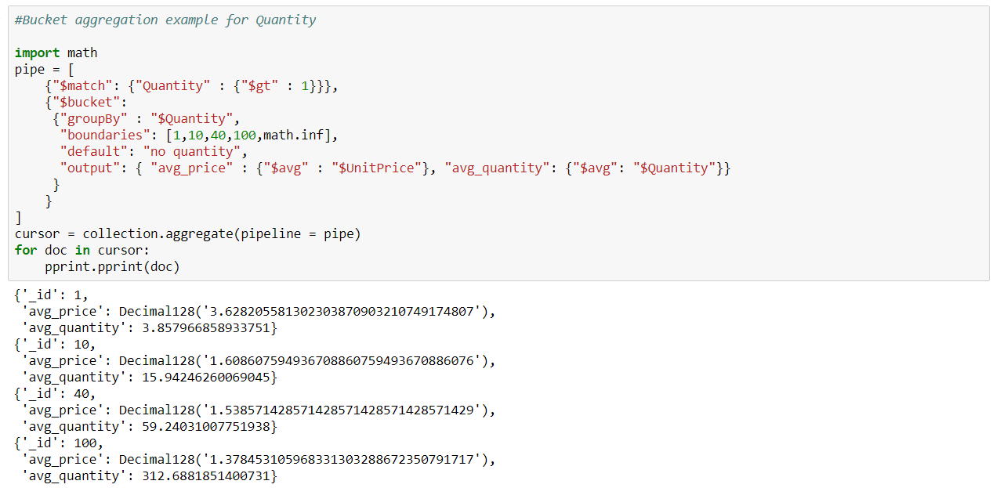 #Bucket aggregation example for Quantity
import math
pipe = [
    {"$match": {"Quantity" : {"$gt" : 1}}},
    {"$bucket":
     {"groupBy" : "$Quantity",
      "boundaries": [1,10,40,100,math.inf],
      "default": "no quantity",
      "output": { "avg_price" : {"$avg" : "$UnitPrice"}, "avg_quantity": {"$avg": "$Quantity"}}
     }
    }
]
cursor = collection.aggregate(pipeline = pipe)
for doc in cursor:
    pprint.pprint(doc)
{'_id': 1,
 'avg_price': Decimal128('3.628205581302303870903210749174807'),
 'avg_quantity': 3.857966858933751}
{'_id': 10,
 'avg_price': Decimal128('1.608607594936708860759493670886076'),
 'avg_quantity': 15.94246260069045}
{'_id': 40,
 'avg_price': Decimal128('1.538571428571428571428571428571429'),
 'avg_quantity': 59.24031007751938}
{'_id': 100,
 'avg_price': Decimal128('1.378453105968331303288672350791717'),
 'avg_quantity': 312.6881851400731}